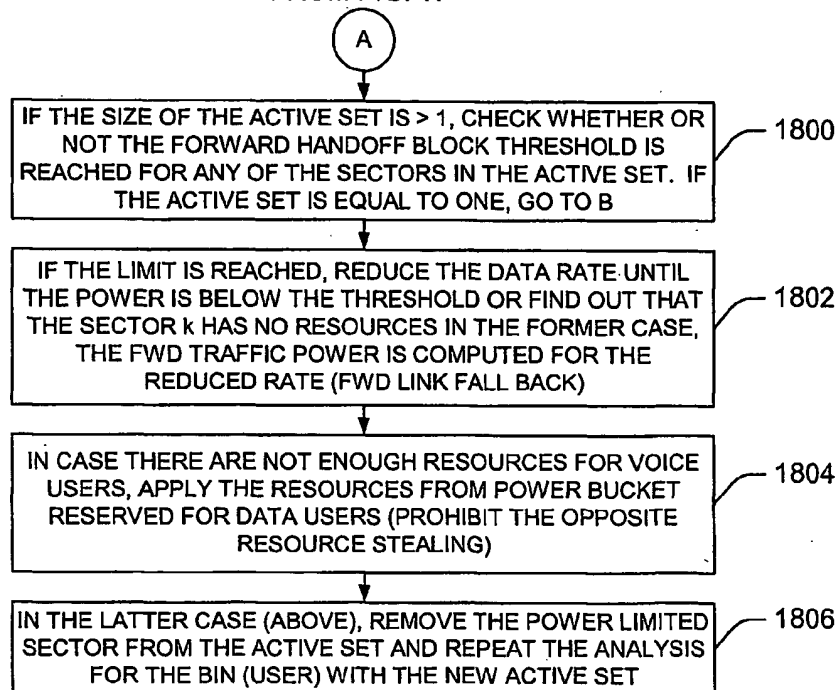 A
IF THE SIZE OF THE ACTIVE SET IS > 1, CHECK WHETHER OR
NOT THE FORWARD HANDOFF BLOCK THRESHOLD IS
REACHED FOR ANY OF THE SECTORS IN THE ACTIVE SET. IF
THE ACTIVE SET IS EQUAL TO ONE, GO TO B
1800
IF THE LIMIT IS REACHED, REDUCE THE DATA RATE UNTIL
THE POWER IS BELOW THE THRESHOLD OR FIND OUT THAT
THE SECTOR k HAS NO RESOURCES IN THE FORMER CASE,
THE FWD TRAFFIC POWER IS COMPUTED FOR THE
REDUCED RATE (FWD LINK FALL BACK)
1802
IN CASE THERE ARE NOT ENOUGH RESOURCES FOR VOICE
USERS, APPLY THE RESOURCES FROM POWER BUCKET
RESERVED FOR DATA USERS (PROHIBIT THE OPPOSITE
RESOURCE STEALING)
1804
IN THE LATTER CASE (ABOVE), REMOVE THE POWER LIMITED
SECTOR FROM THE ACTIVE SET AND REPEAT THE ANALYSIS
FOR THE BIN (USER) WITH THE NEW ACTIVE SET
1806